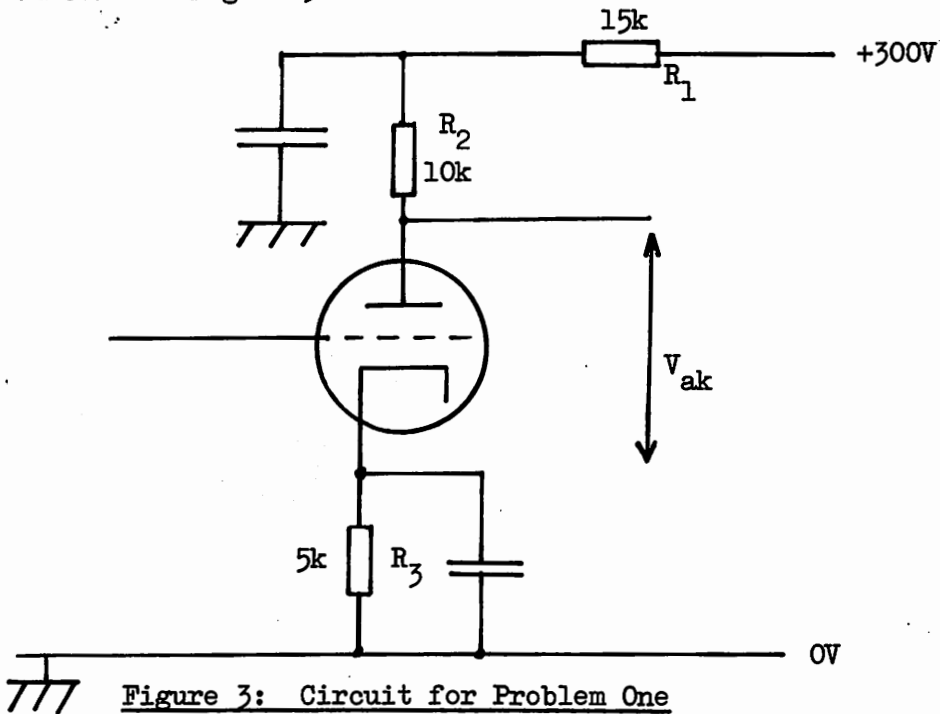 15k
+300V
R1
R2
10k
Vak
5k
R3
0V
Figure 3: Circuit for Problem One